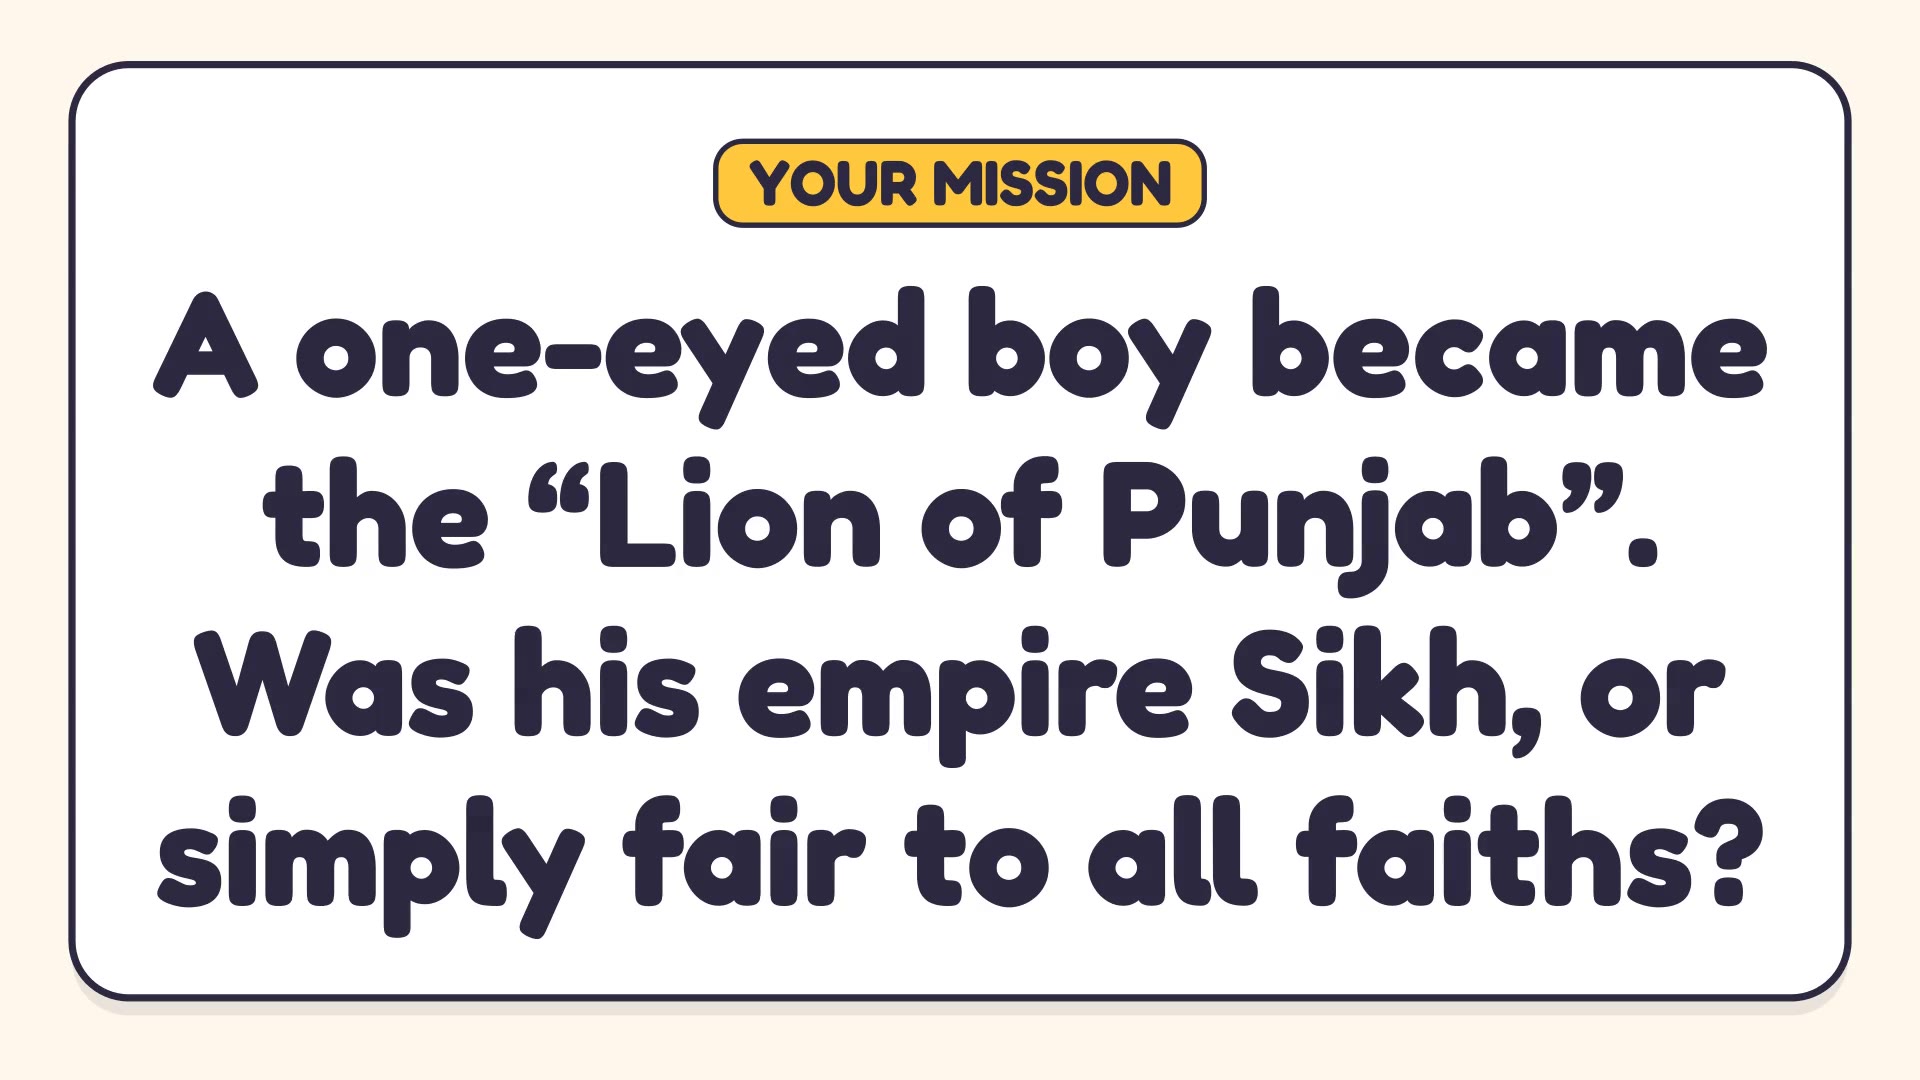 YOUR MISSION
A one-eyed boy became
the “Lion of Punjab”.
Was his empire Sikh, or
simply fair to all faiths?